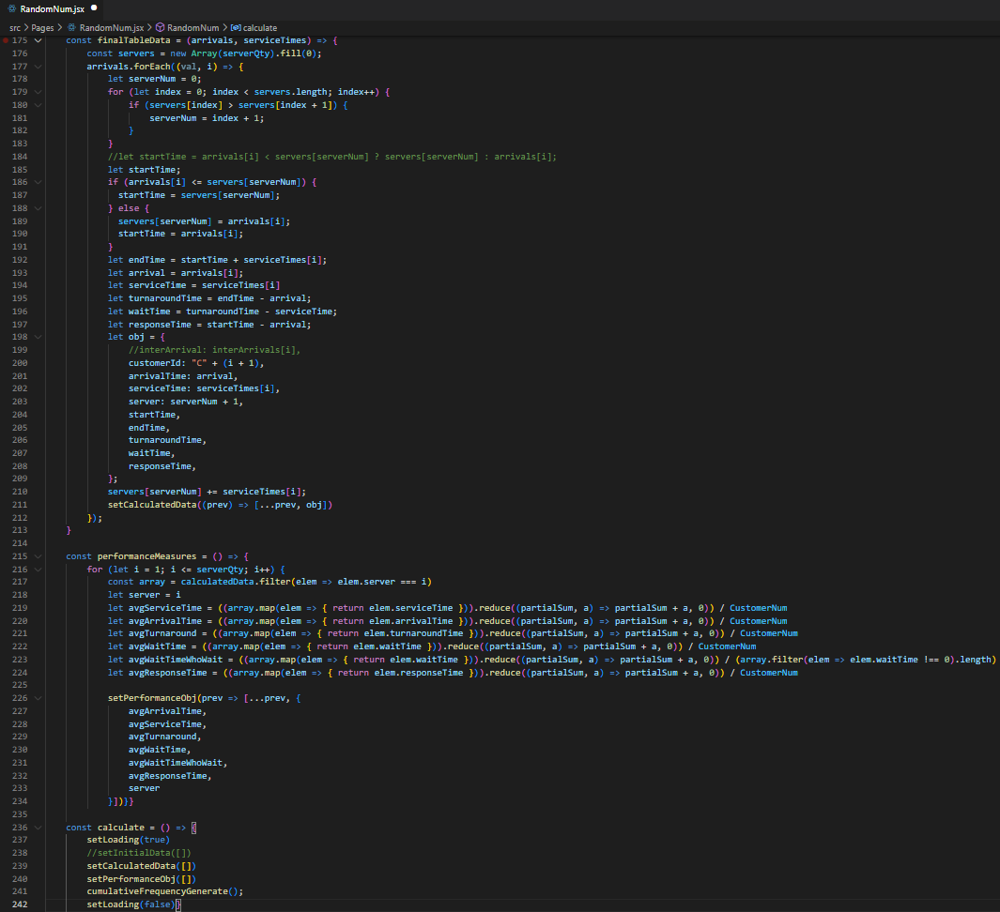 RandomNum.jsx ●
src > Pages > RandomNum.jsx > RandomNum > calculate
175 const finalTableData = (arrivals, serviceTimes) => {
176 const servers = new Array(serverQty).fill(0);
177 arrivals.forEach((val, i) => {
178 let serverNum = 0;
179 for (let index = 0; index < servers.length; index++) {
180 if (servers[index] > servers[index + 1]) {
181 serverNum = index + 1;
182 }
183 }
184 //let startTime = arrivals[i] < servers[serverNum] ? servers[serverNum] : arrivals[i];
185 let startTime;
186 if (arrivals[i] <= servers[serverNum]) {
187 startTime = servers[serverNum];
188 } else {
189 servers[serverNum] = arrivals[i];
190 startTime = arrivals[i];
191 }
192 let endTime = startTime + serviceTimes[i];
193 let arrival = arrivals[i];
194 let serviceTime = serviceTimes[i]
195 let turnaroundTime = endTime - arrival;
196 let waitTime = turnaroundTime - serviceTime;
197 let responseTime = startTime - arrival;
198 let obj = {
199 //interArrival: interArrivals[i],
200 customerId: "C" + (i + 1),
201 arrivalTime: arrival,
202 serviceTime: serviceTimes[i],
203 server: serverNum + 1,
204 startTime,
205 endTime,
206 turnaroundTime,
207 waitTime,
208 responseTime,
209 };
210 servers[serverNum] += serviceTimes[i];
211 setCalculatedData((prev) => [...prev, obj])
212 });
213 }
214
215 const performanceMeasures = () => {
216 for (let i = 1; i <= serverQty; i++) {
217 const array = calculatedData.filter(elem => elem.server === i)
218 let server = i
219 let avgServiceTime = ((array.map(elem => { return elem.serviceTime })).reduce((partialSum, a) => partialSum + a, 0)) / CustomerNum
220 let avgArrivalTime = ((array.map(elem => { return elem.arrivalTime })).reduce((partialSum, a) => partialSum + a, 0)) / CustomerNum
221 let avgTurnaround = ((array.map(elem => { return elem.turnaroundTime })).reduce((partialSum, a) => partialSum + a, 0)) / CustomerNum
222 let avgWaitTime = ((array.map(elem => { return elem.waitTime })).reduce((partialSum, a) => partialSum + a, 0)) / CustomerNum
223 let avgWaitTimeWhoWait = ((array.map(elem => { return elem.waitTime })).reduce((partialSum, a) => partialSum + a, 0)) / (array.filter(elem => elem.waitTime !== 0).length)
224 let avgResponseTime = ((array.map(elem => { return elem.responseTime })).reduce((partialSum, a) => partialSum + a, 0)) / CustomerNum
225
226 setPerformanceObj(prev => [...prev, {
227 avgArrivalTime,
228 avgServiceTime,
229 avgTurnaround,
230 avgWaitTime,
231 avgWaitTimeWhoWait,
232 avgResponseTime,
233 server
234 }])}}
235
236 const calculate = () => {
237 setLoading(true)
238 //setInitialData([])
239 setCalculatedData([])
240 setPerformanceObj([])
241 cumulativeFrequencyGenerate();
242 setLoading(false)}